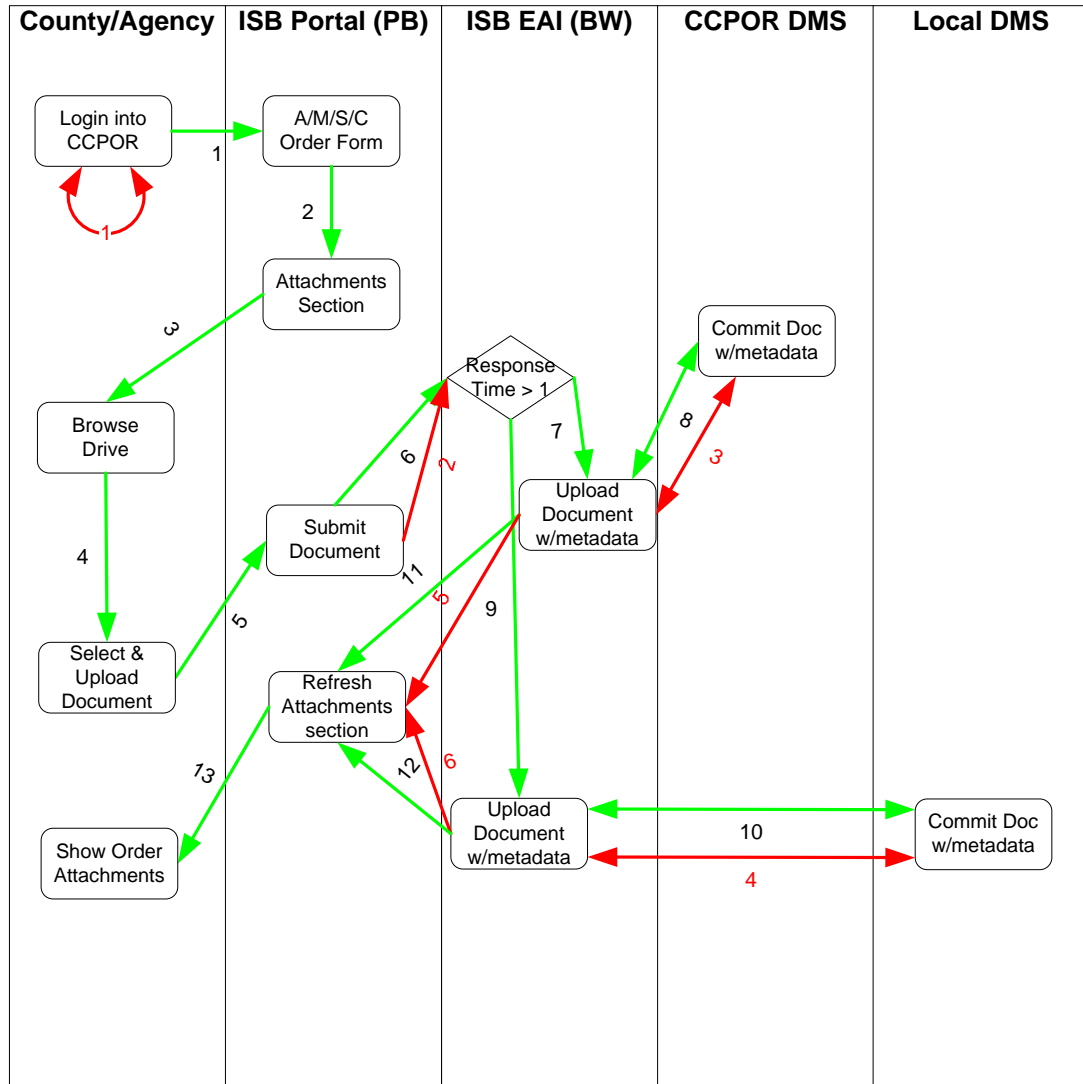 County/Agency
ISB Portal (PB)
ISB EAI (BW)
CCPOR DMS
Local DMS
Login into
CCPOR
1
A/M/S/C
Order Form
1
2
Attachments
Section
3
Response
Time > 1
Commit Doc
w/metadata
Browse
Drive
7
8
3
6
2
Upload
Document
w/metadata
Submit
Document
4
11
5
9
5
Select &
Upload
Document
Refresh
Attachments
section
13
12
6
Upload
Document
w/metadata
10
4
Commit Doc
w/metadata
Show Order
Attachments